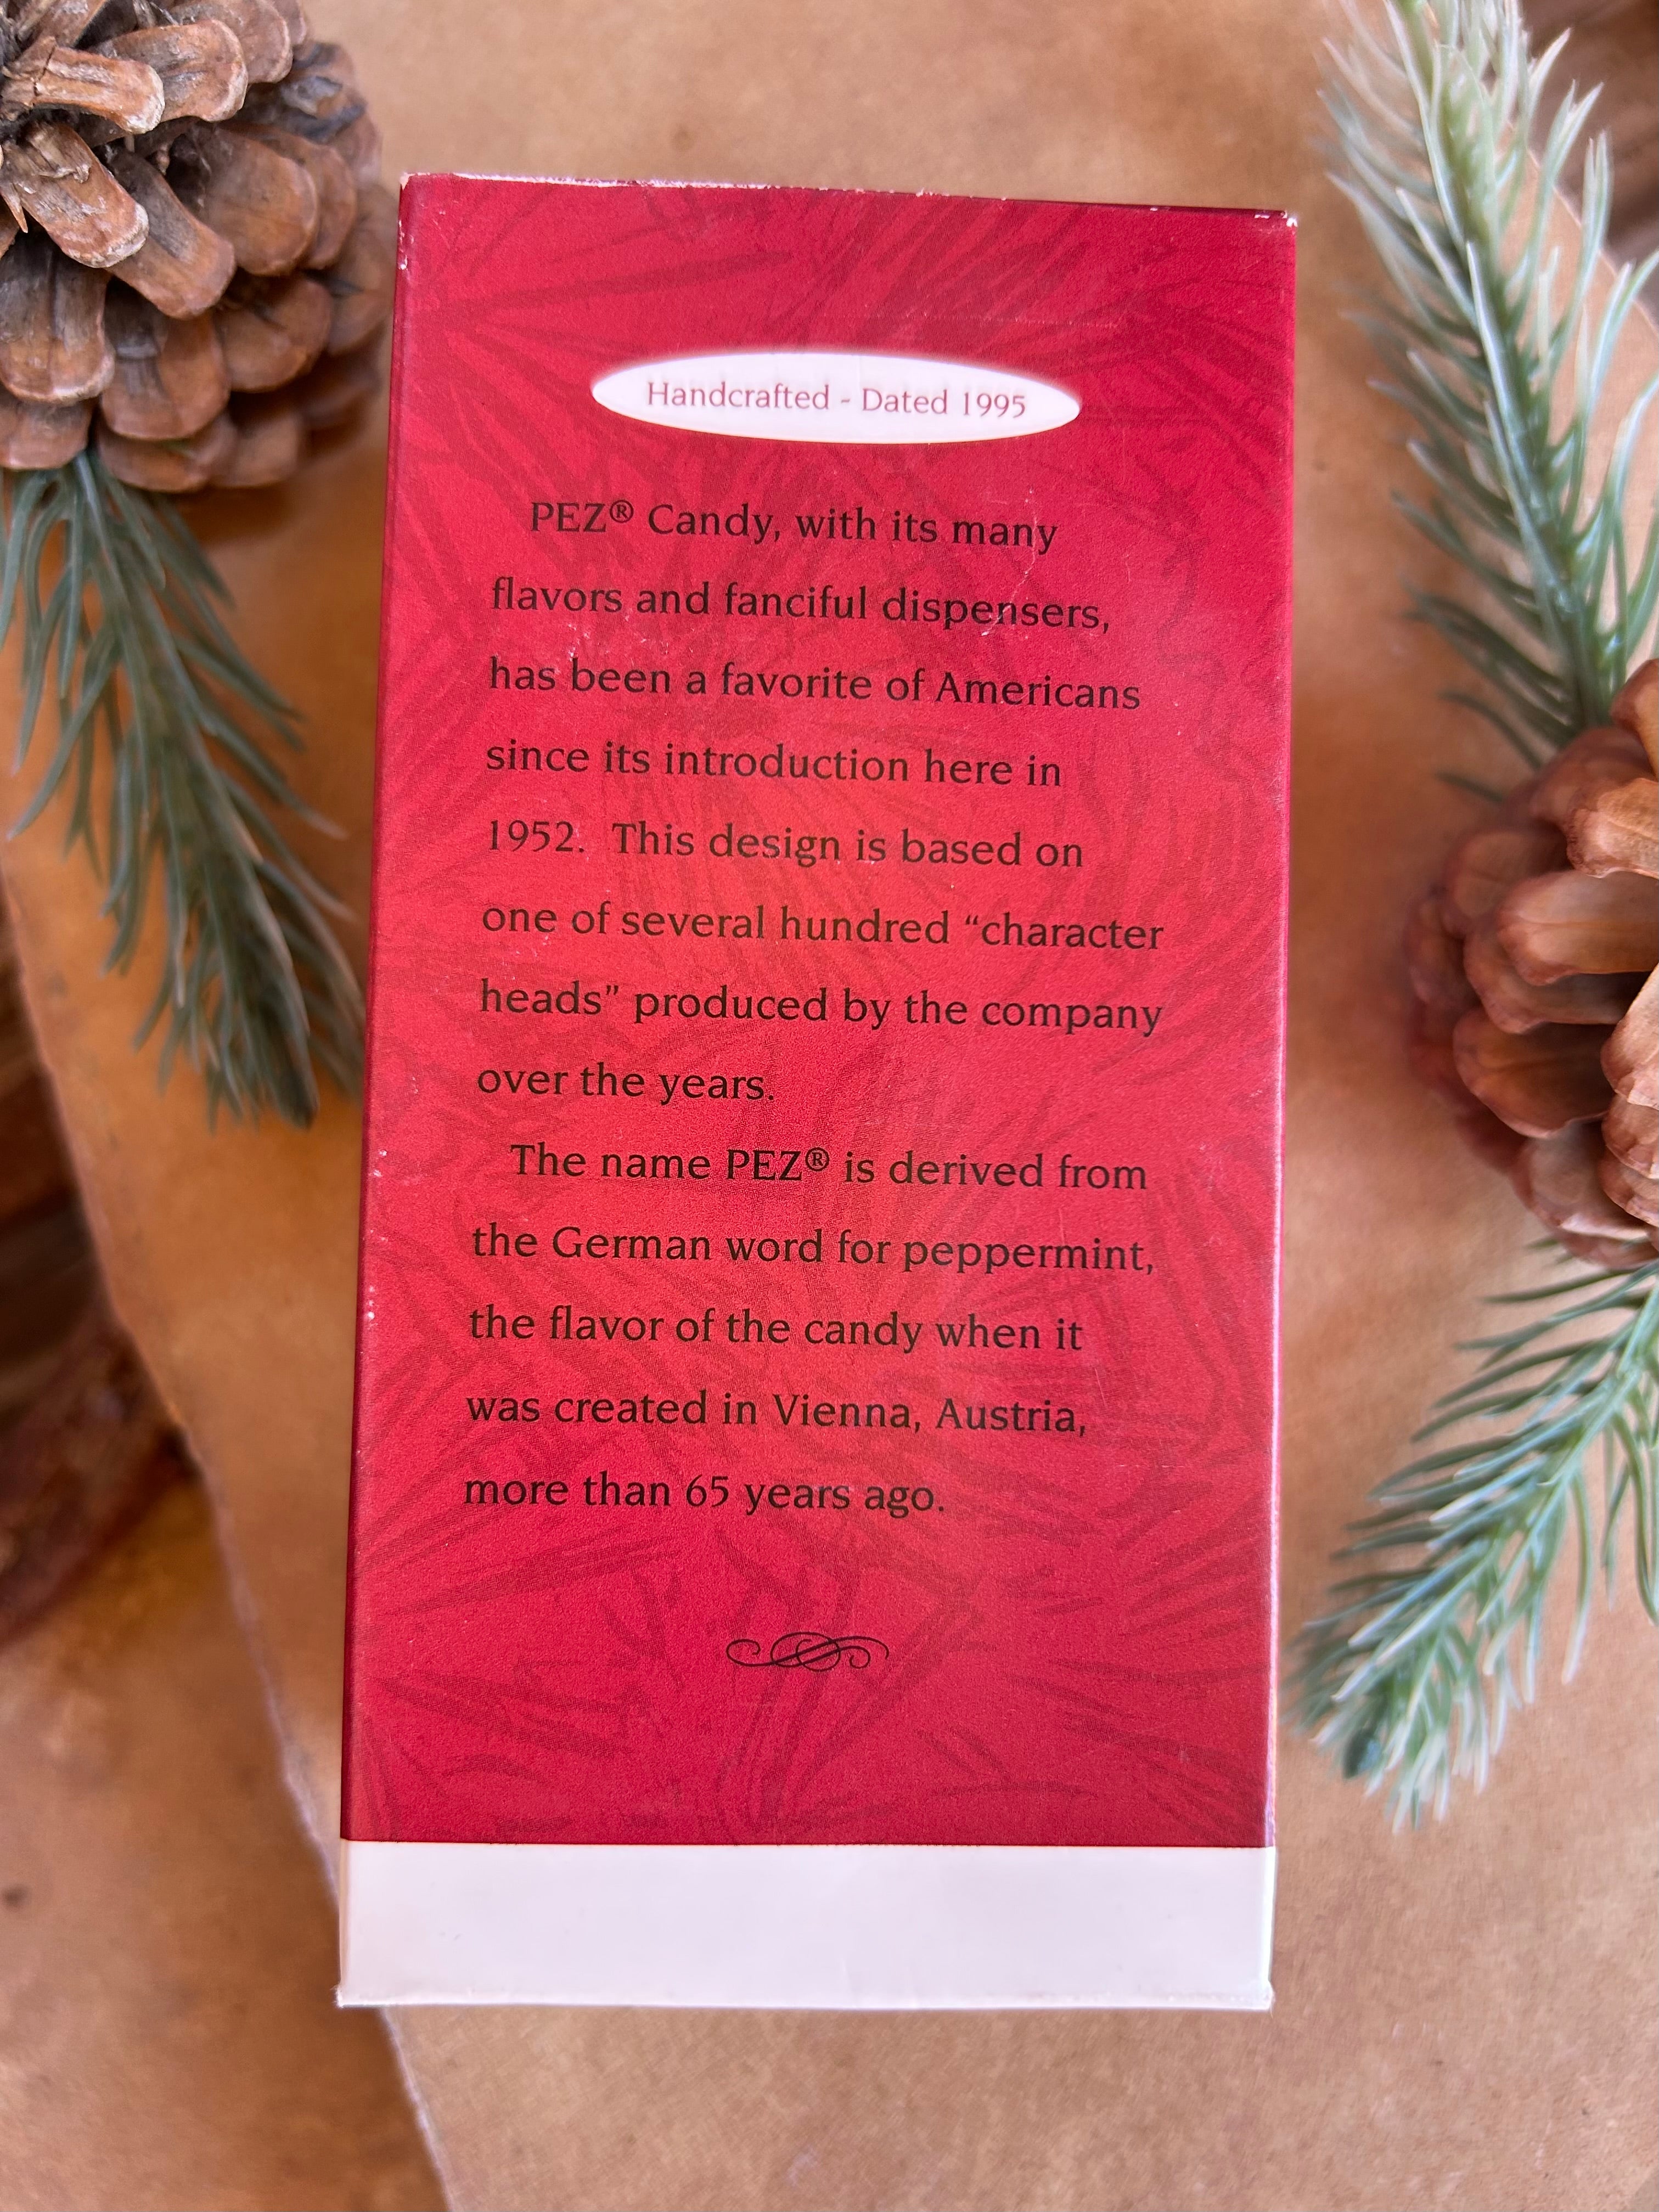 Handcrafted - Dated 1995
PEZ® Candy, with its many
flavors and fanciful dispensers,
has been a favorite of Americans
since its introduction here in
1952.  This design is based on
one of several hundred “character
heads” produced by the company
over the years.
The name PEZ® is derived from
the German word for peppermint,
the flavor of the candy when it
was created in Vienna, Austria,
more than 65 years ago.